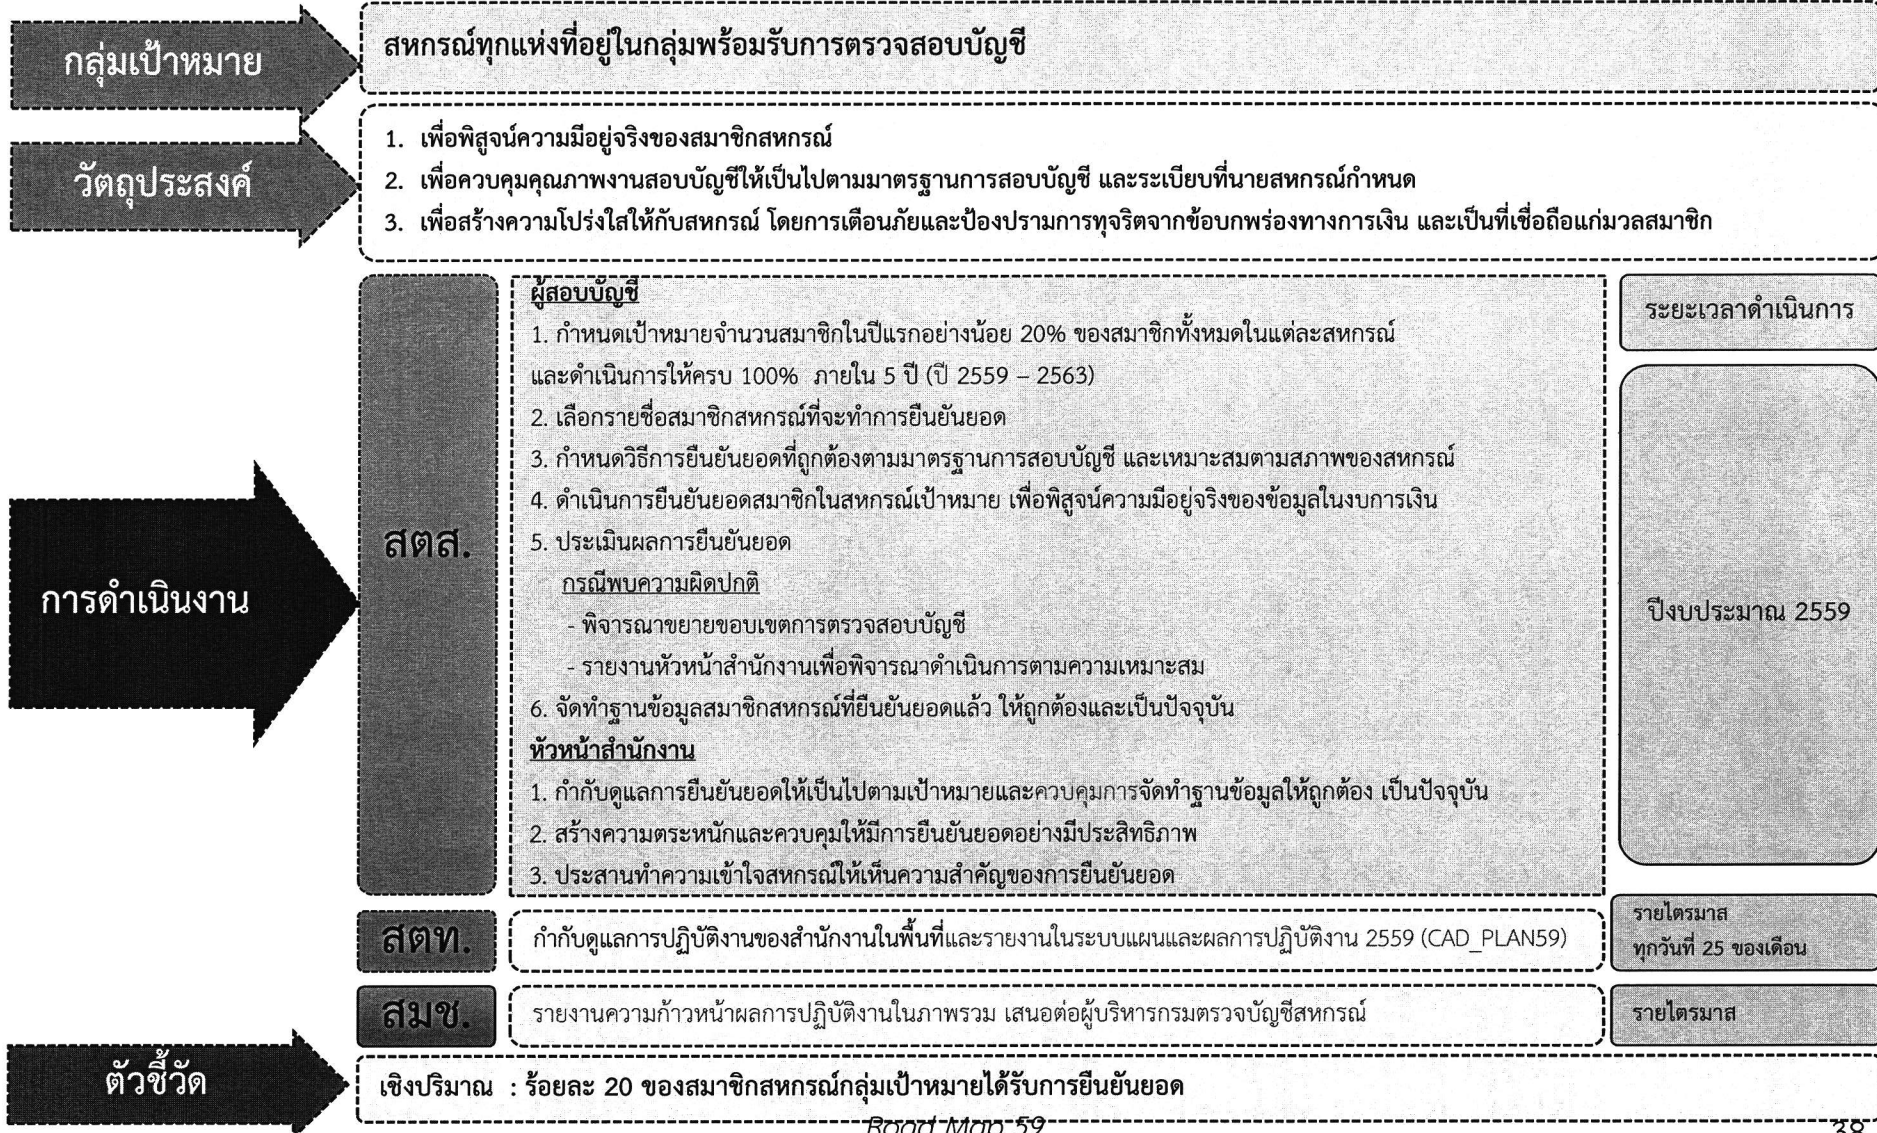 กลุ่มเป้าหมาย
สหกรณ์ทุกแห่งที่อยู่ในกลุ่มพร้อมรับการตรวจสอบบัญชี
วัตถุประสงค์
1. เพื่อพิสูจน์ความมีอยู่จริงของสมาชิกสหกรณ์
2. เพื่อควบคุมคุณภาพงานสอบบัญชีให้เป็นไปตามมาตรฐานการสอบบัญชี และระเบียบที่นายสหกรณ์กำหนด
3. เพื่อสร้างความโปร่งใสให้กับสหกรณ์ โดยการเตือนภัยและป้องปรามการทุจริตจากข้อบกพร่องทางการเงิน และเป็นที่เชื่อถือแก่มวลสมาชิก
การดำเนินงาน
สตส.
ผู้สอบบัญชี
1. กำหนดเป้าหมายจำนวนสมาชิกในปีแรกอย่างน้อย 20% ของสมาชิกทั้งหมดในแต่ละสหกรณ์
และดำเนินการให้ครบ 100% ภายใน 5 ปี (ปี 2559 – 2563)
2. เลือกรายชื่อสมาชิกสหกรณ์ที่จะทำการยืนยันยอด
3. กำหนดวิธีการยืนยันยอดที่ถูกต้องตามมาตรฐานการสอบบัญชี และเหมาะสมตามสภาพของสหกรณ์
4. ดำเนินการยืนยันยอดสมาชิกในสหกรณ์เป้าหมาย เพื่อพิสูจน์ความมีอยู่จริงของข้อมูลในงบการเงิน
5. ประเมินผลการยืนยันยอด
กรณีพบความผิดปกติ
- พิจารณาขยายขอบเขตการตรวจสอบบัญชี
- รายงานหัวหน้าสำนักงานเพื่อพิจารณาดำเนินการตามความเหมาะสม
6. จัดทำฐานข้อมูลสมาชิกสหกรณ์ที่ยืนยันยอดแล้ว ให้ถูกต้องและเป็นปัจจุบัน
หัวหน้าสำนักงาน
1. กำกับดูแลการยืนยันยอดให้เป็นไปตามเป้าหมายและควบคุมการจัดทำฐานข้อมูลให้ถูกต้อง เป็นปัจจุบัน
2. สร้างความตระหนักและควบคุมให้มีการยืนยันยอดอย่างมีประสิทธิภาพ
3. ประสานทำความเข้าใจสหกรณ์ให้เห็นความสำคัญของการยืนยันยอด
ระยะเวลาดำเนินการ
ปีงบประมาณ 2559
สตท.
กำกับดูแลการปฏิบัติงานของสำนักงานในพื้นที่และรายงานในระบบแผนและผลการปฏิบัติงาน 2559 (CAD_PLAN59)
รายไตรมาส
ทุกวันที่ 25 ของเดือน
สมช.
รายงานความก้าวหน้าผลการปฏิบัติงานในภาพรวม เสนอต่อผู้บริหารกรมตรวจบัญชีสหกรณ์
รายไตรมาส
ตัวชี้วัด
เชิงปริมาณ : ร้อยละ 20 ของสมาชิกสหกรณ์กลุ่มเป้าหมายได้รับการยืนยันยอด
Road Map 59
38